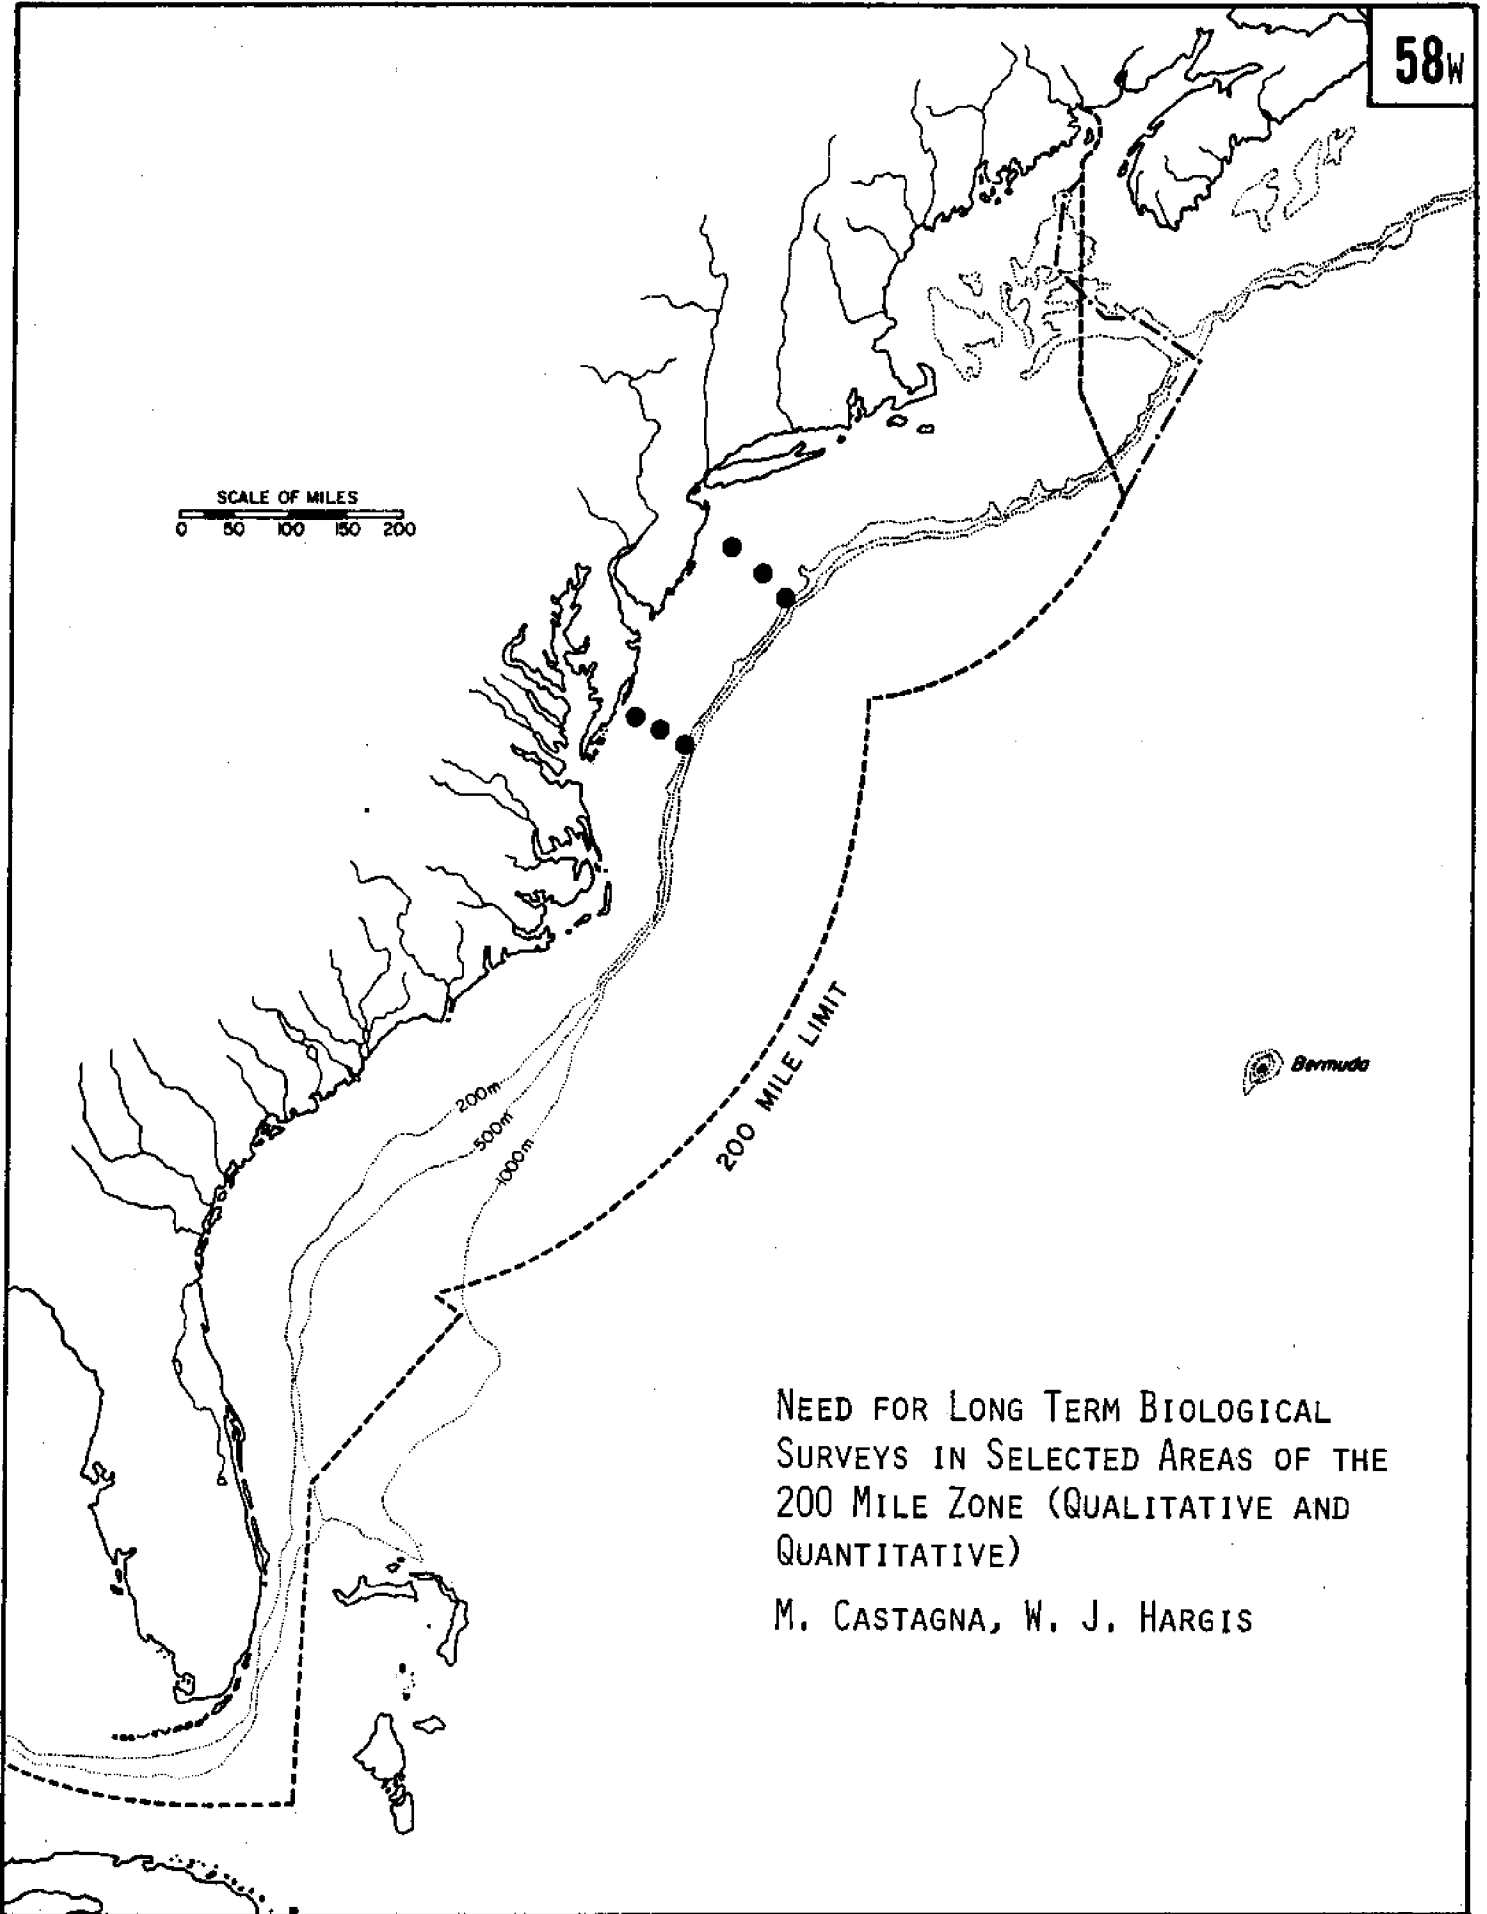 58W
SCALE OF MILES
0 50 100 150 200
200 MILE LIMIT
Bermuda
200m
500m
1000m
NEED FOR LONG TERM BIOLOGICAL
SURVEYS IN SELECTED AREAS OF THE
200 MILE ZONE (QUALITATIVE AND
QUANTITATIVE)
M. CASTAGNA, W. J. HARGIS